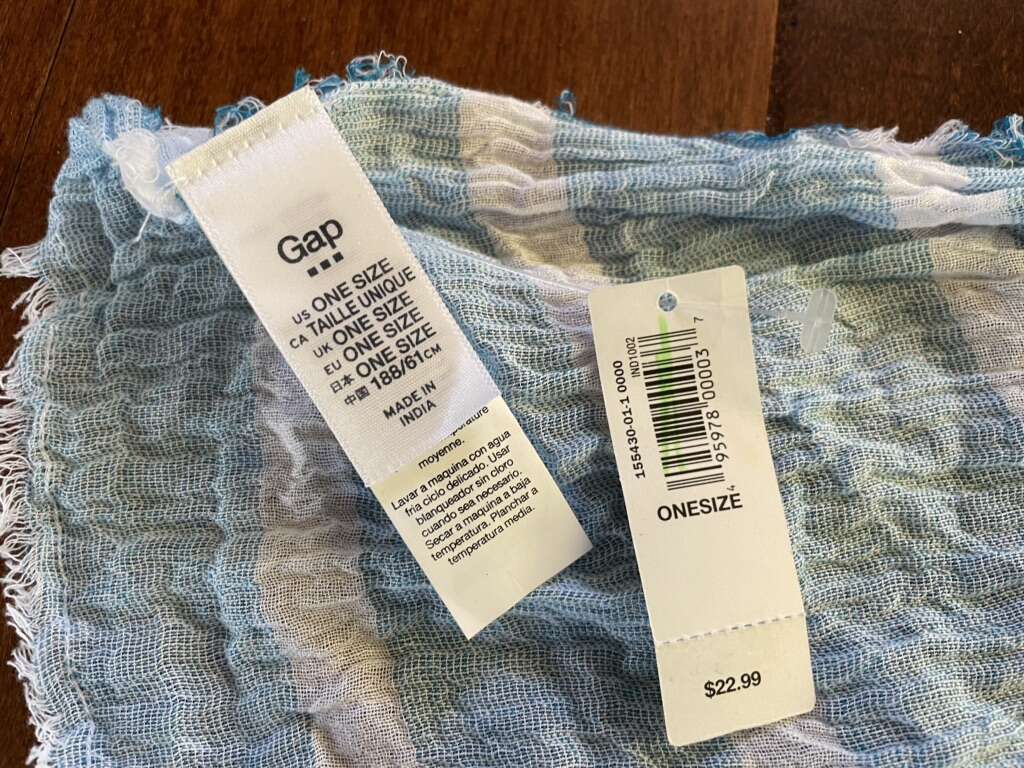 Gap
US ONE SIZE
CA TAILLE UNIQUE
UK ONE SIZE
EU ONE SIZE
日本 ONE SIZE
中国 188/61CM
MADE IN
INDIA
moyenne.
Lavar a maquina con agua
fria ciclo delicado. Usar
blanqueador sin cloro
cuando sea necesario.
Secar a maquina a baja
temperatura. Planchar a
temperatura media.
155430-01-1 0000
IND1002
95978 00003 7
4
ONESIZE
$22.99